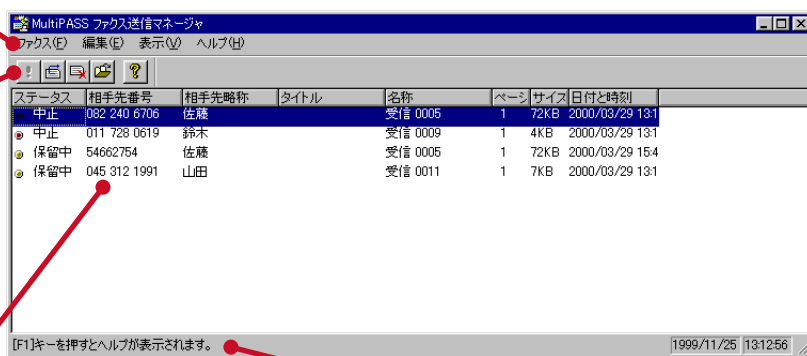 MultiPASS ファクス送信マネージャ
ファクス(F) 編集(E) 表示(V) ヘルプ(H)
ステータス 相手先番号 相手先略称 タイトル 名称 ページ サイズ 日付と時刻
中止 082 240 6706 佐藤 受信 0005 1 72KB 2000/03/29 13:1
中止 011 728 0619 鈴木 受信 0009 1 4KB 2000/03/29 13:1
保留中 54662754 佐藤 受信 0005 1 72KB 2000/03/29 15:4
保留中 045 312 1991 山田 受信 0011 1 7KB 2000/03/29 13:1
[F1]キーを押すとヘルプが表示されます。 1999/11/25 13:12:56